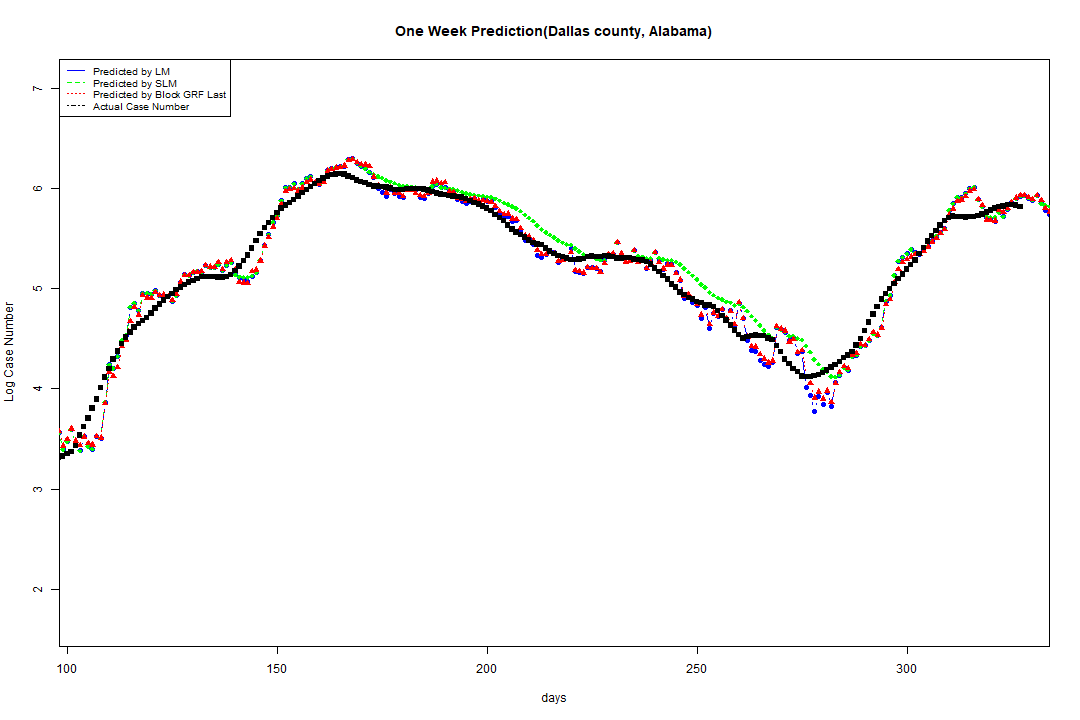 One Week Prediction(Dallas county, Alabama)
Predicted by LM
Predicted by SLM
Predicted by Block GRF Last
Actual Case Number
7
6
5
4
3
2
Log Case Number
100 150 200 250 300
days